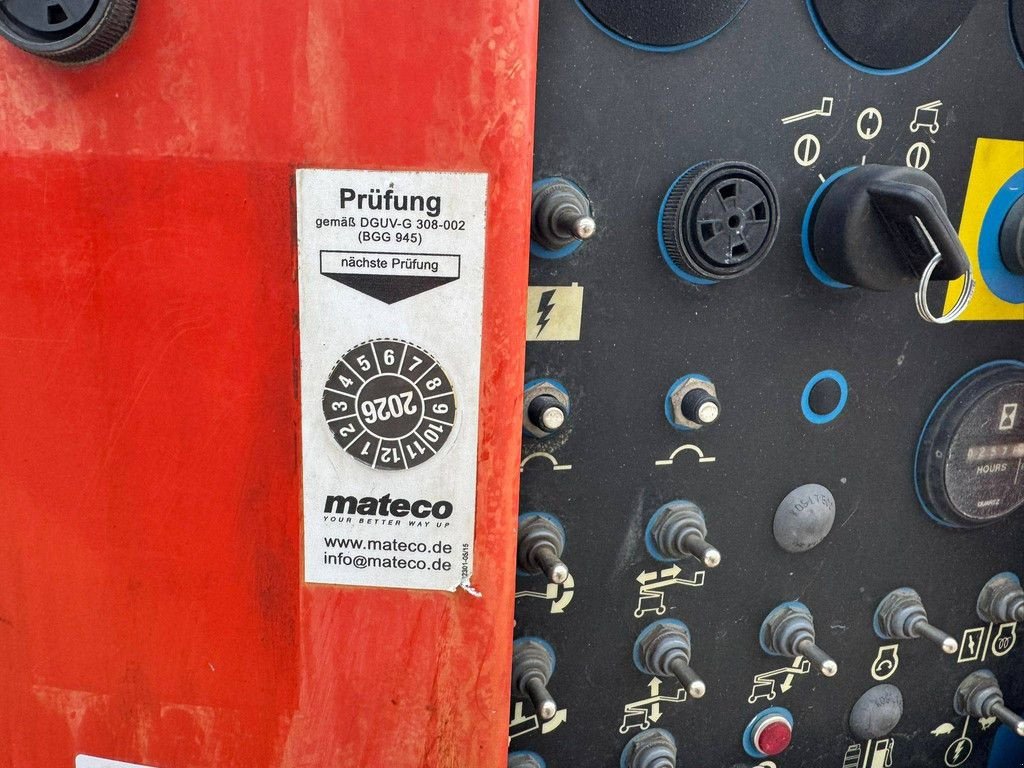 Prüfung
gemäß DGUV-G 308-002
(BGG 945)
nächste Prüfung
1 2 3 4 5 6 7 8 9 10 11 12
2026
mateco
YOUR BETTER WAY UP
www.mateco.de
info@mateco.de
HOURS